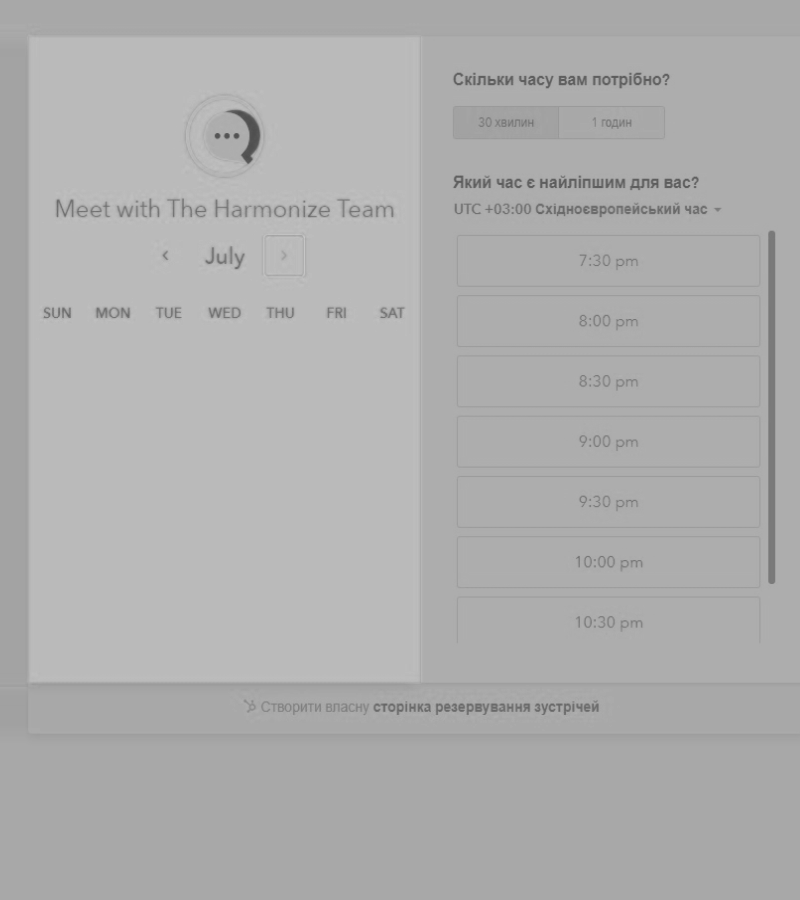 Meet with The Harmonize Team
July
SUN MON TUE WED THU FRI SAT
Скільки часу вам потрібно?
30 хвилин 1 годин
Який час є найліпшим для вас?
UTC +03:00 Східноєвропейський час
7:30 pm
8:00 pm
8:30 pm
9:00 pm
9:30 pm
10:00 pm
10:30 pm
Створити власну сторінка резервування зустрічей